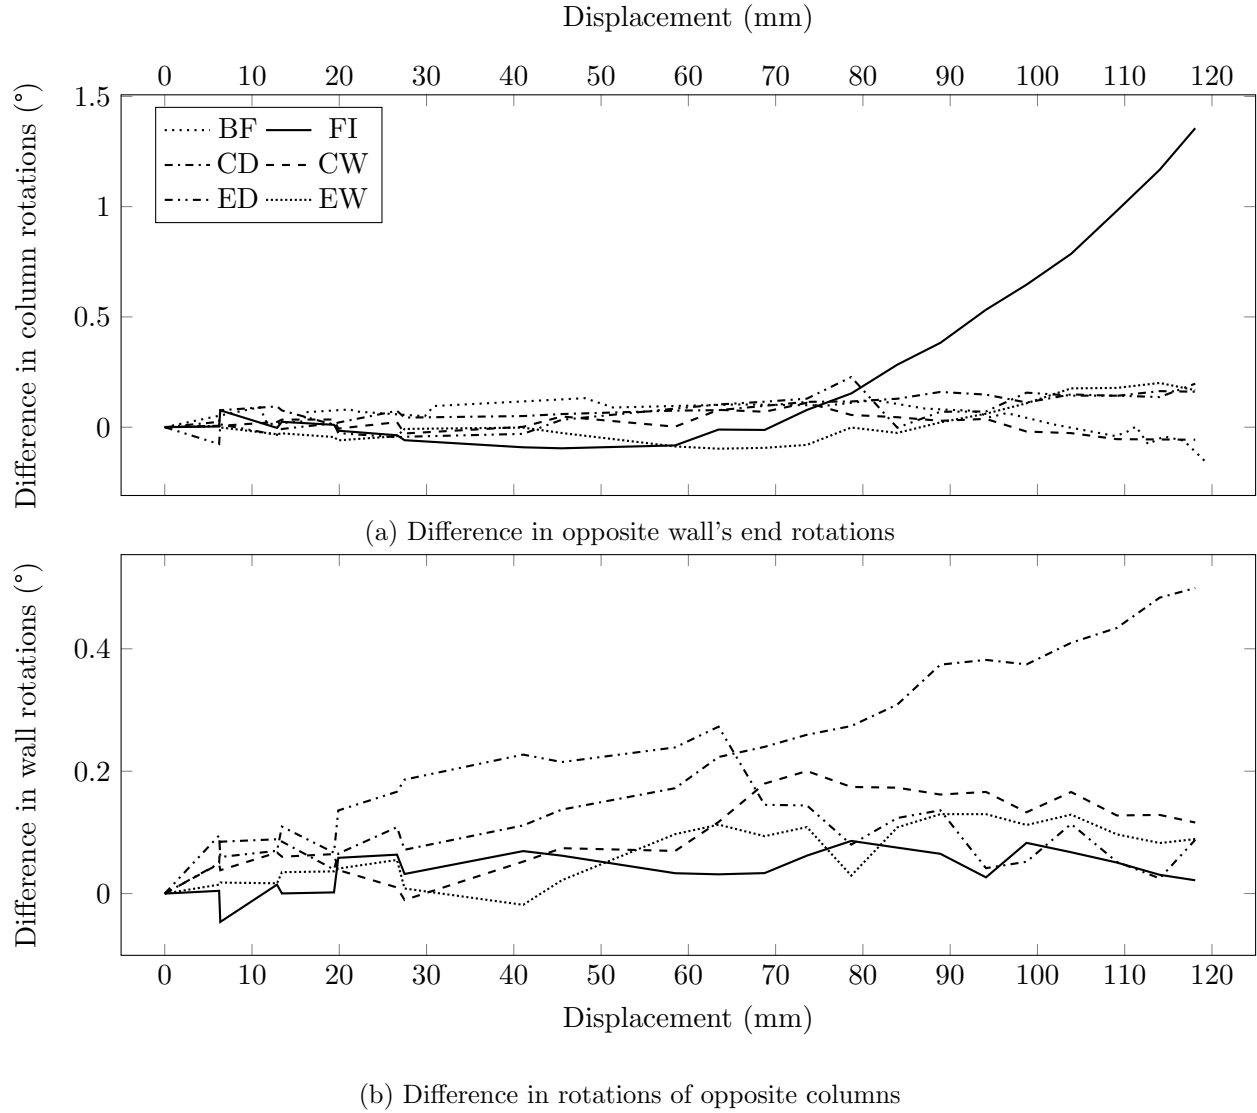 Displacement (mm)
0 10 20 30 40 50 60 70 80 90 100 110 120
Difference in column rotations (°)
1.5
1
0.5
0
BF FI
CD CW
ED EW
(a) Difference in opposite wall's end rotations
Difference in wall rotations (°)
0.4
0.2
0
0 10 20 30 40 50 60 70 80 90 100 110 120
Displacement (mm)
(b) Difference in rotations of opposite columns